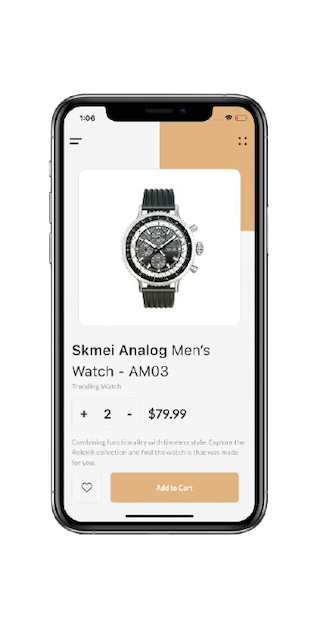 1:06
Skmei Analog Men's
Watch - AM03
Trending Watch
+ 2 - $79.99
Combining functionality with timeless style. Explore the
Rolex® collection and find the watch is that was made
for you.
Add to Cart